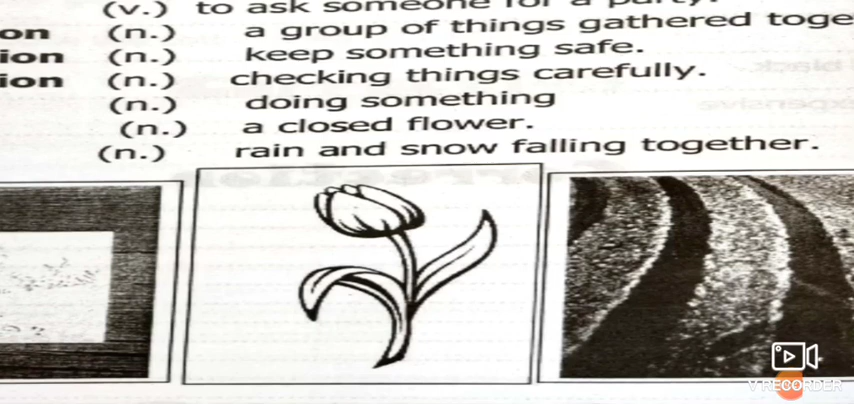 (v.) to ask someone for a party.
on (n.) a group of things gathered toge
ion (n.) keep something safe.
ion (n.) checking things carefully.
(n.) doing something
(n.) a closed flower.
(n.) rain and snow falling together.
V RECORDER